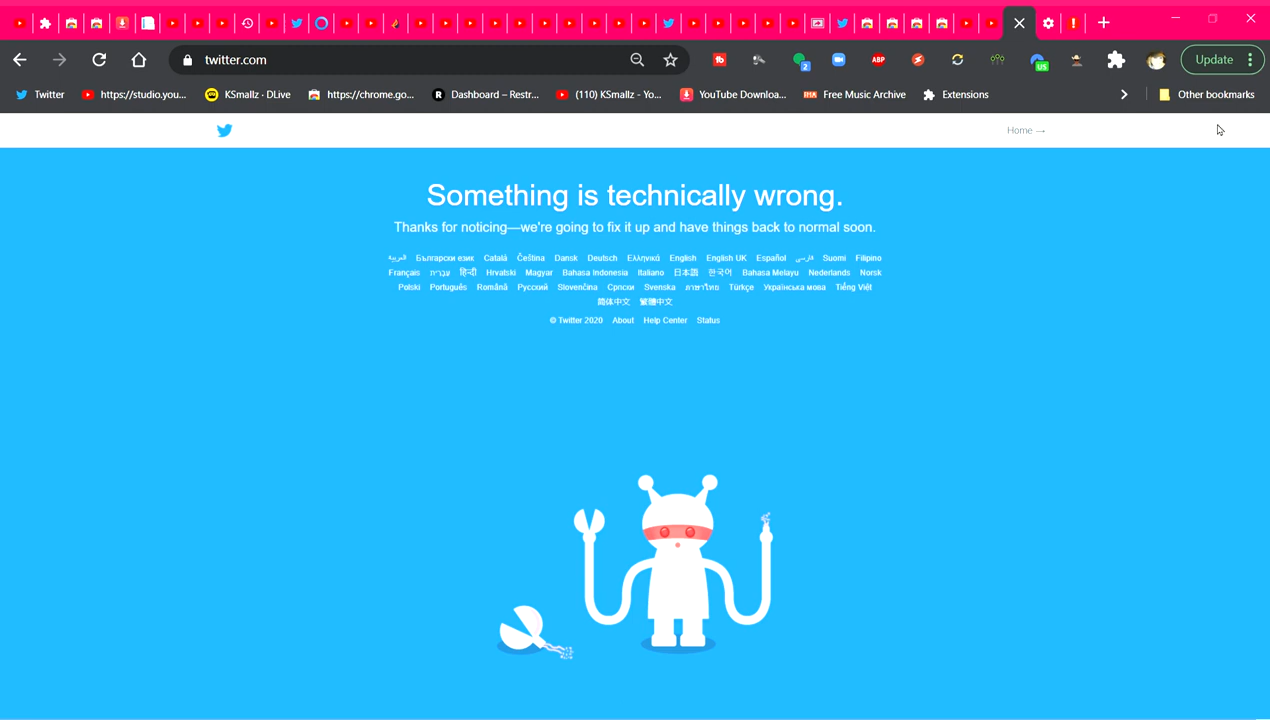 twitter.com
Update
Twitter
https://studio.you...
KSmallz · DLive
https://chrome.go...
Dashboard – Restr...
(110) KSmallz - Yo...
YouTube Downloa...
Free Music Archive
Extensions
Other bookmarks
Home →
Something is technically wrong.
Thanks for noticing—we're going to fix it up and have things back to normal soon.
العربية Български език Català Čeština Dansk Deutsch Ελληνικά English English UK Español فارسی Suomi Filipino
Français עִבְרִית हिन्दी Hrvatski Magyar Bahasa Indonesia Italiano 日本語 한국어 Bahasa Melayu Nederlands Norsk
Polski Português Română Русский Slovenčina Српски Svenska ภาษาไทย Türkçe Українська мова Tiếng Việt
简体中文 繁體中文
© Twitter 2020 About Help Center Status
ABP
2
US